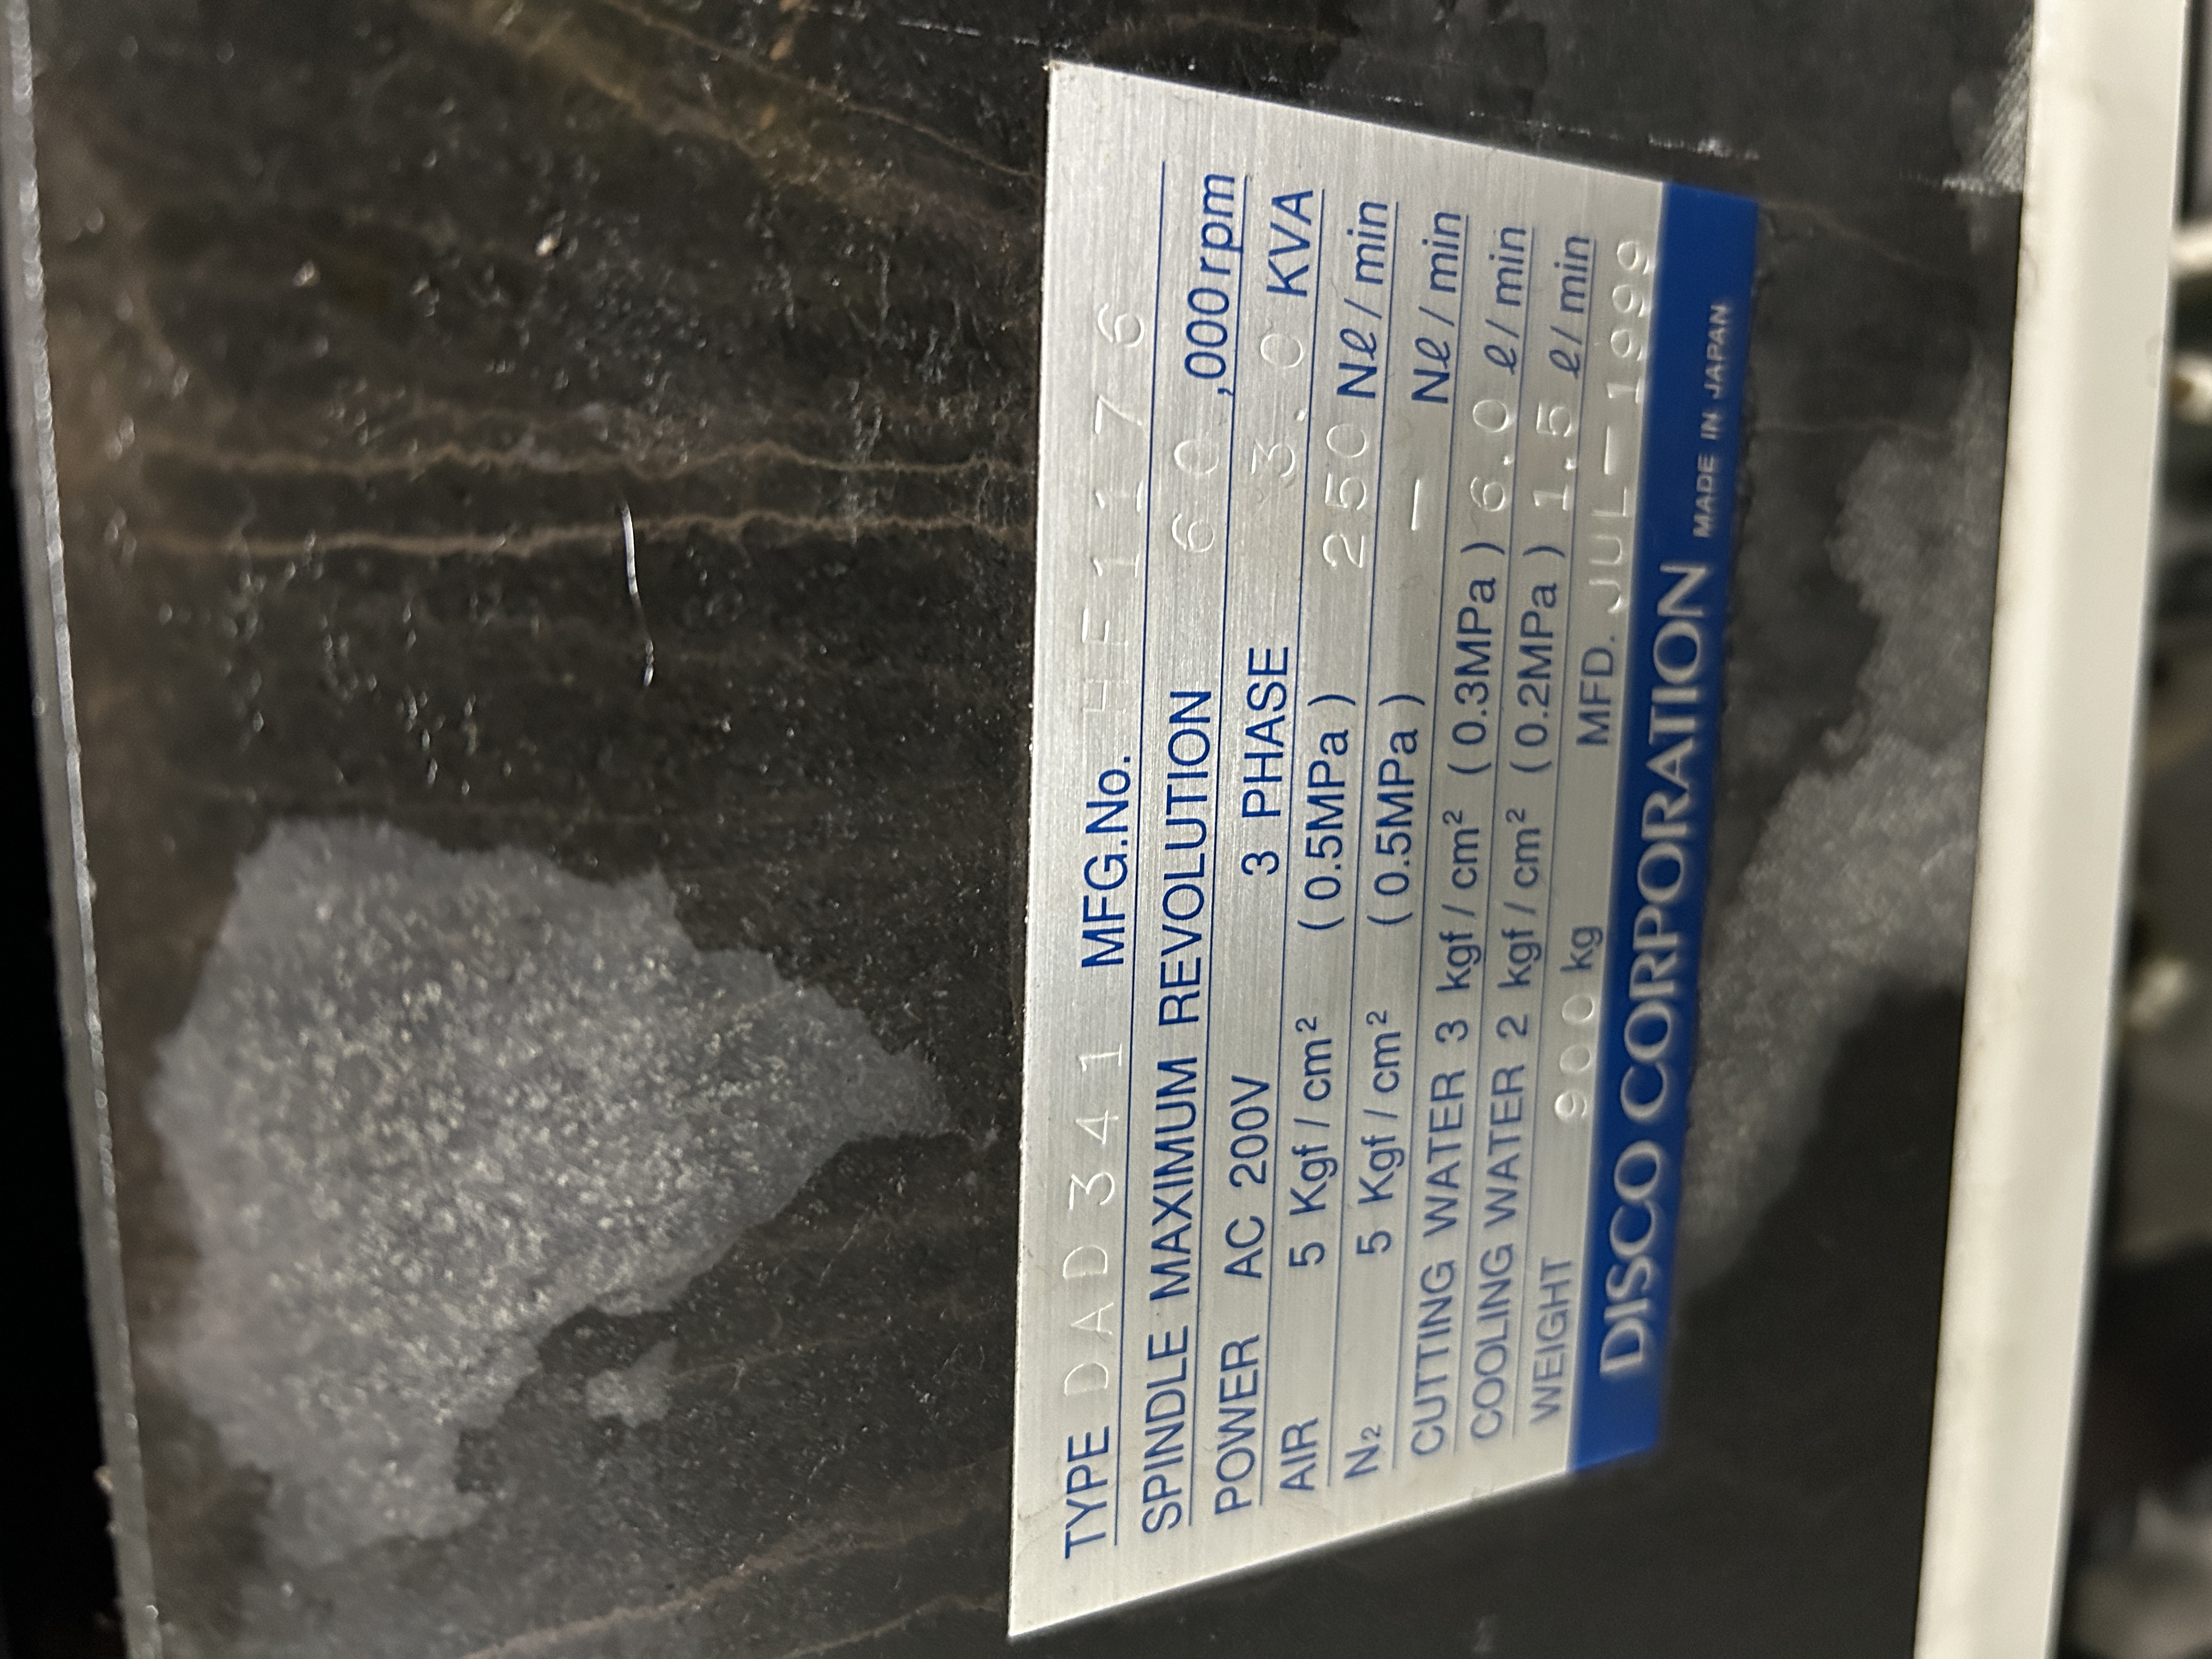 TYPE DAD341 MFG.No. HF1176
SPINDLE MAXIMUM REVOLUTION 60,000rpm
POWER AC 200V 3 PHASE 3.0 KVA
AIR 5 Kgf/cm² (0.5MPa) 250 Nℓ/min
N₂ 5 Kgf/cm² (0.5MPa) - Nℓ/min
CUTTING WATER 3 kgf/cm² (0.3MPa) 6.0 ℓ/min
COOLING WATER 2 kgf/cm² (0.2MPa) 1.5 ℓ/min
WEIGHT 900 kg MFD. JUL-1999
DISCO CORPORATION MADE IN JAPAN